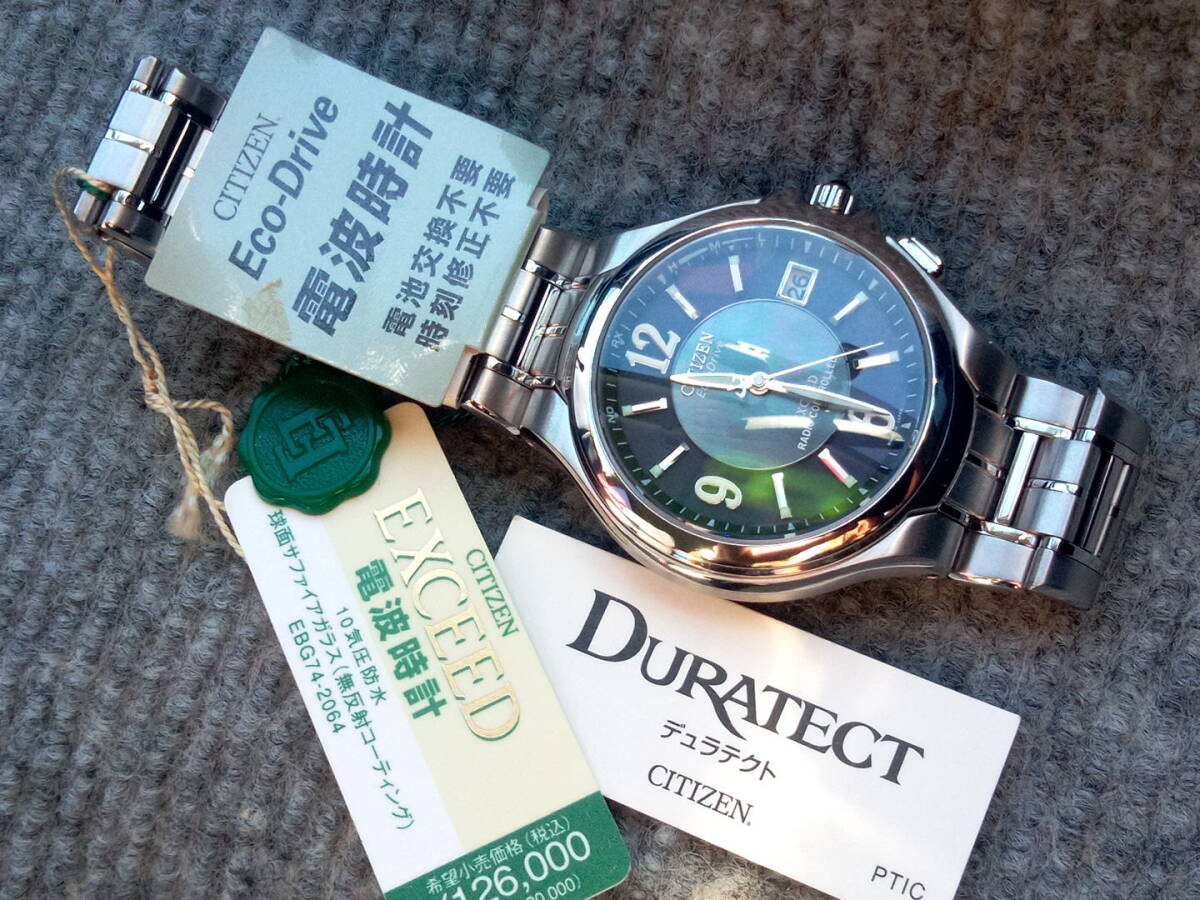 CITIZEN
Eco-Drive
電波時計
電池交換不要
時刻修正不要
E
CITIZEN
EXCEED
電波時計
10気圧防水
球面サファイアガラス(無反射コーティング)
EBG74-2064
希望小売価格(税込)
126,000
DURATECT
デュラテクト
CITIZEN.
PTIC
12
9
26
CITIZEN
H
M
L
RX
NO